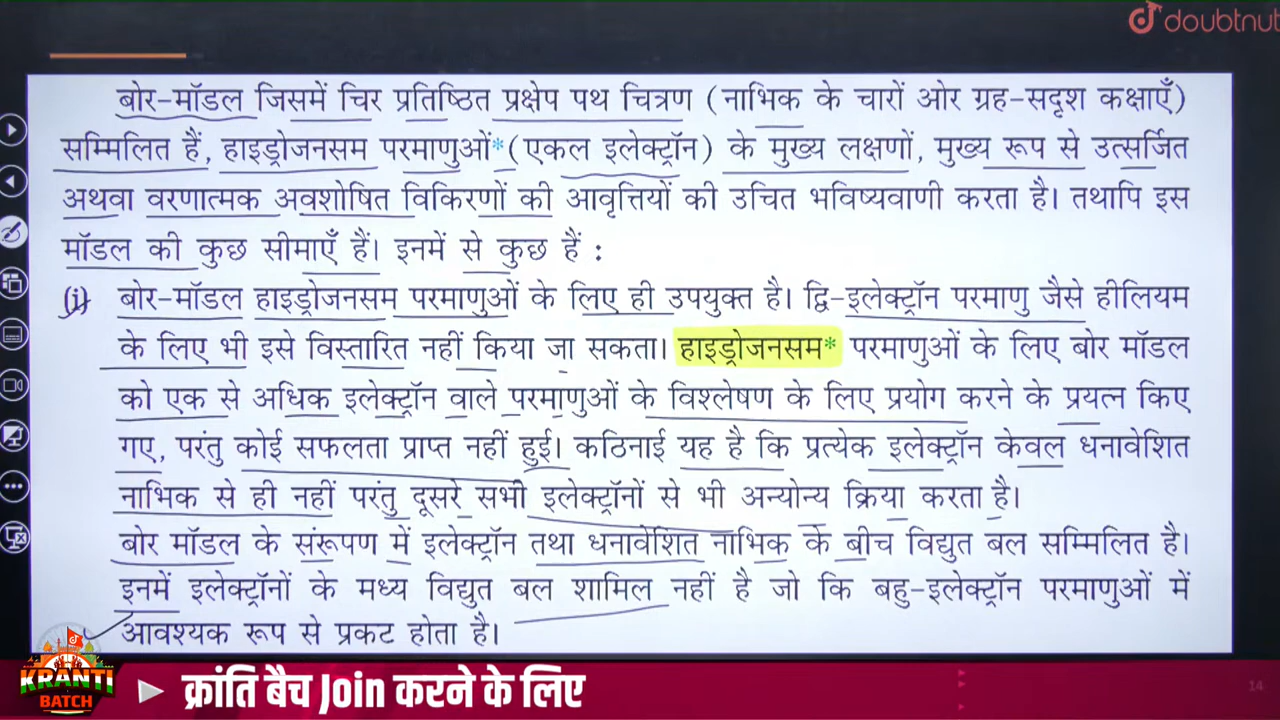 doubtnut
बोर-मॉडल जिसमें चिर प्रतिष्ठित प्रक्षेप पथ चित्रण (नाभिक के चारों ओर ग्रह-सदृश कक्षाएँ)
सम्मिलित हैं, हाइड्रोजनसम परमाणुओं* (एकल इलेक्ट्रॉन) के मुख्य लक्षणों, मुख्य रूप से उत्सर्जित
अथवा वरणात्मक अवशोषित विकिरणों की आवृत्तियों की उचित भविष्यवाणी करता है। तथापि इस
मॉडल की कुछ सीमाएँ हैं। इनमें से कुछ हैं :
(i) बोर-मॉडल हाइड्रोजनसम परमाणुओं के लिए ही उपयुक्त है। द्वि-इलेक्ट्रॉन परमाणु जैसे हीलियम
के लिए भी इसे विस्तारित नहीं किया जा सकता। हाइड्रोजनसम* परमाणुओं के लिए बोर मॉडल
को एक से अधिक इलेक्ट्रॉन वाले परमाणुओं के विश्लेषण के लिए प्रयोग करने के प्रयत्न किए
गए, परंतु कोई सफलता प्राप्त नहीं हुई। कठिनाई यह है कि प्रत्येक इलेक्ट्रॉन केवल धनावेशित
नाभिक से ही नहीं परंतु दूसरे सभी इलेक्ट्रॉनों से भी अन्योन्य क्रिया करता है।
बोर मॉडल के संरूपण में इलेक्ट्रॉन तथा धनावेशित नाभिक के बीच विद्युत बल सम्मिलित है।
इनमें इलेक्ट्रॉनों के मध्य विद्युत बल शामिल नहीं है जो कि बहु-इलेक्ट्रॉन परमाणुओं में
आवश्यक रूप से प्रकट होता है।
KRANTI
BATCH
क्रांति बैच Join करने के लिए
14